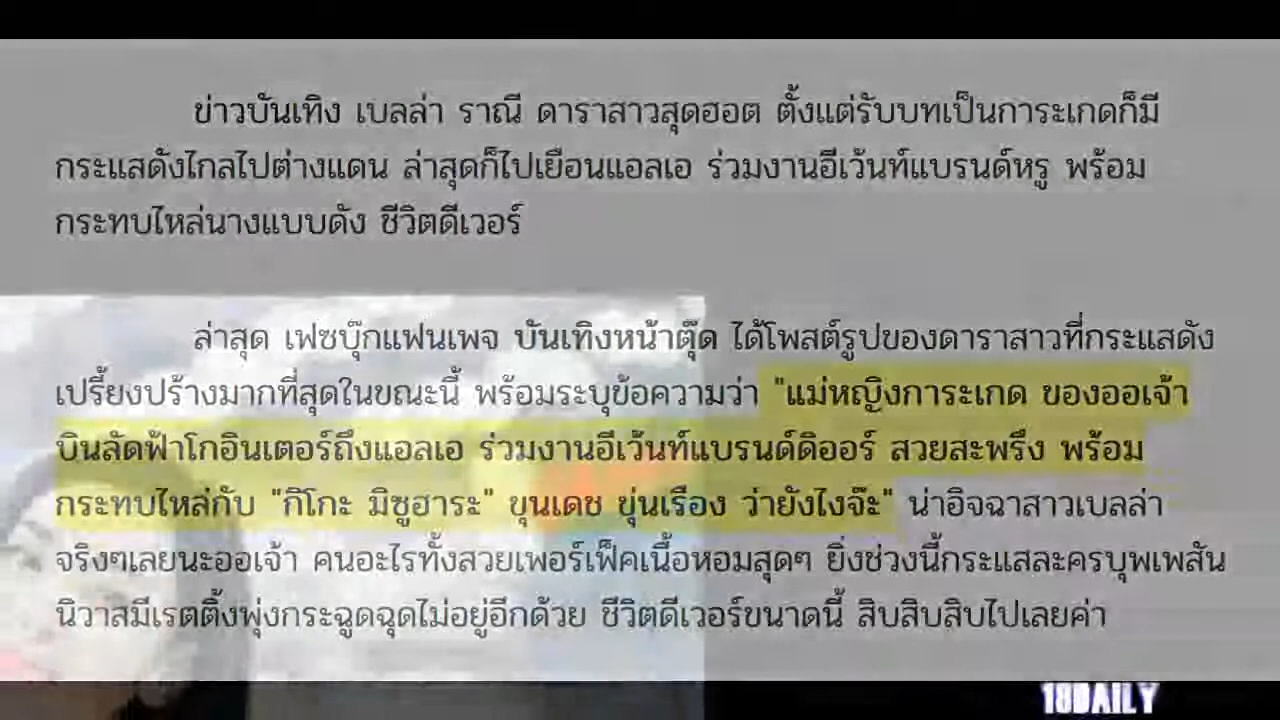 ข่าวบันเทิง เบลล่า ราณี ดาราสาวสุดฮอต ตั้งแต่รับบทเป็นการะเกดก็มี
กระแสดังไกลไปต่างแดน ล่าสุดก็ไปเยือนแอลเอ ร่วมงานอีเว้นท์แบรนด์หรู พร้อม
กระทบไหล่นางแบบดัง ชีวิตดีเวอร์
ล่าสุด เฟซบุ๊กแฟนเพจ บันเทิงหน้าตุ๊ด ได้โพสต์รูปของดาราสาวที่กระแสดัง
เปรี้ยงปร้างมากที่สุดในขณะนี้ พร้อมระบุข้อความว่า "แม่หญิงการะเกด ของออเจ้า
บินลัดฟ้าโกอินเตอร์ถึงแอลเอ ร่วมงานอีเว้นท์แบรนด์ดิออร์ สวยสะพรึง พร้อม
กระทบไหล่กับ "กิโกะ มิซูฮาระ" ขุนเดช ขุ่นเรือง ว่ายังไงจ๊ะ" น่าอิจฉาสาวเบลล่า
จริงๆเลยนะออเจ้า คนอะไรทั้งสวยเพอร์เฟ็คเนื้อหอมสุดๆ ยิ่งช่วงนี้กระแสละครบุพเพสัน
นิวาสมีเรตติ้งพุ่งกระฉูดฉุดไม่อยู่อีกด้วย ชีวิตดีเวอร์ขนาดนี้ สิบสิบสิบไปเลยค่า
18DAILY